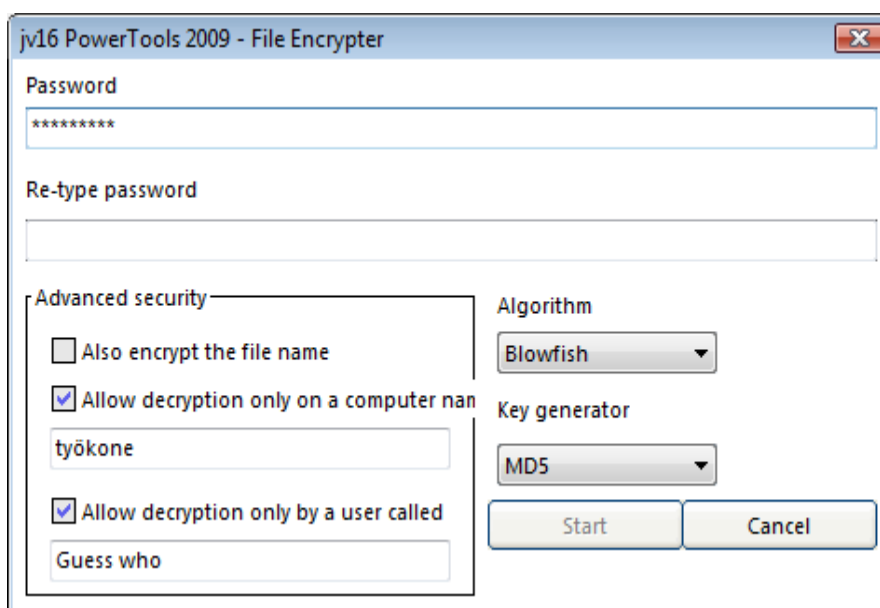 jv16 PowerTools 2009 - File Encrypter
Password
*********
Re-type password
Advanced security
Also encrypt the file name
Allow decryption only on a computer nam
työkone
Allow decryption only by a user called
Guess who
Algorithm
Blowfish
Key generator
MD5
Start
Cancel